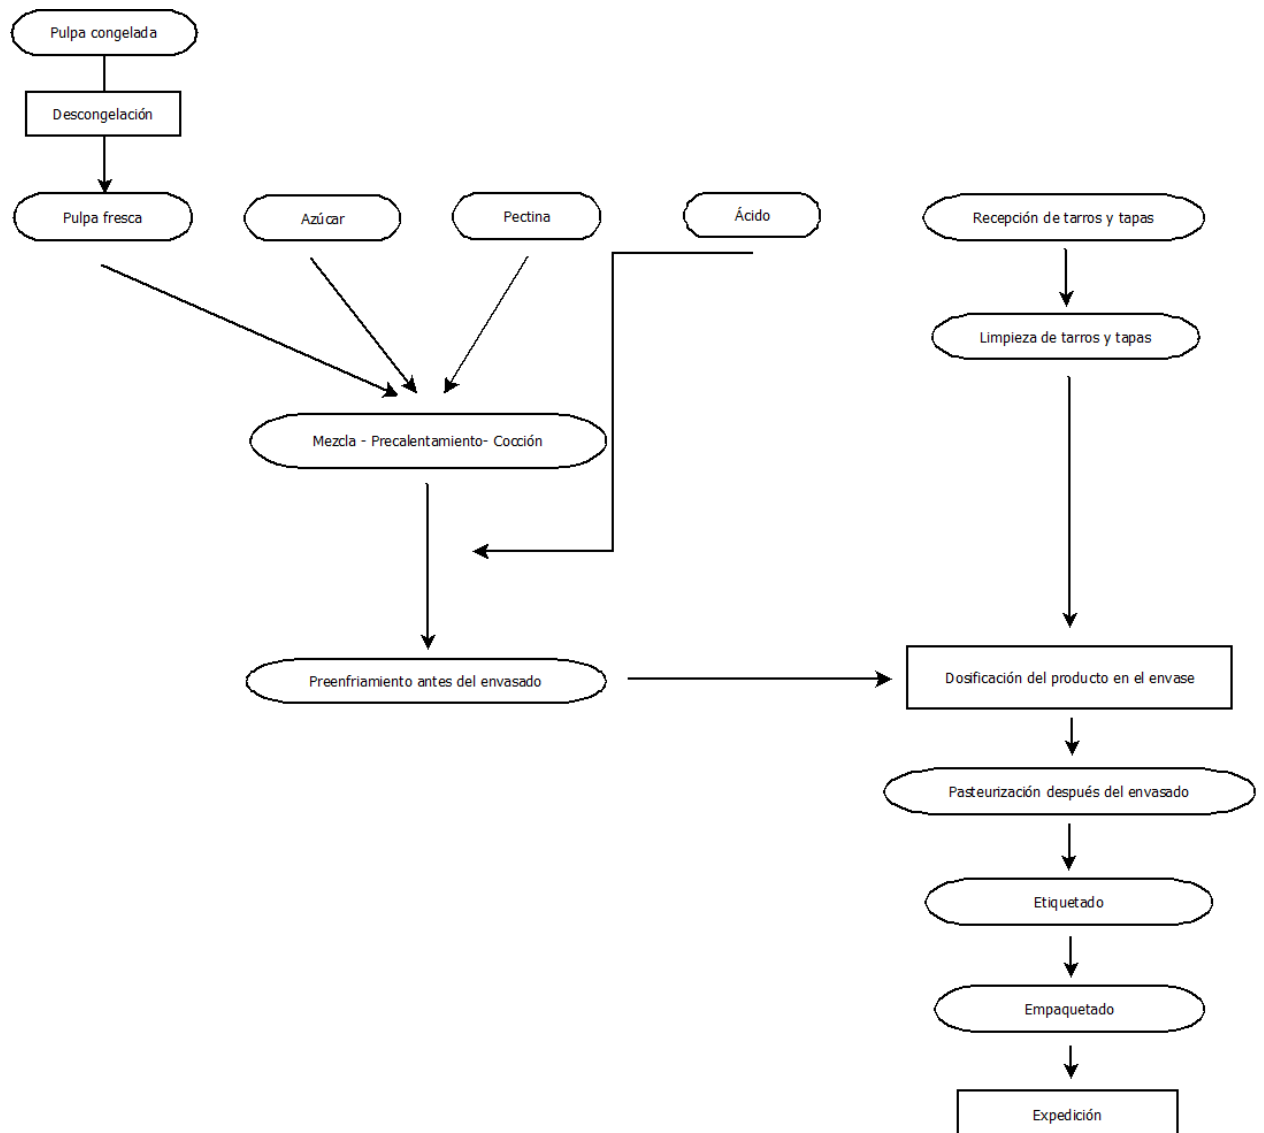 Pulpa congelada
Descongelación
Pulpa fresca
Azúcar
Pectina
Ácido
Recepción de tarros y tapas
Limpieza de tarros y tapas
Mezcla - Precalentamiento- Cocción
Preenfriamiento antes del envasado
Dosificación del producto en el envase
Pasteurización después del envasado
Etiquetado
Empaquetado
Expedición